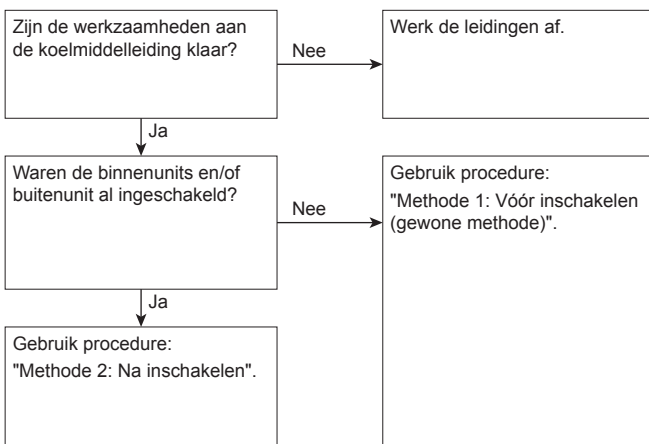 Zijn de werkzaamheden aan
de koelmiddelleiding klaar?
Nee
Werk de leidingen af.
Ja
Waren de binnenunits en/of
buitenunit al ingeschakeld?
Nee
Gebruik procedure:
"Methode 1: Vóór inschakelen
(gewone methode)".
Ja
Gebruik procedure:
"Methode 2: Na inschakelen".